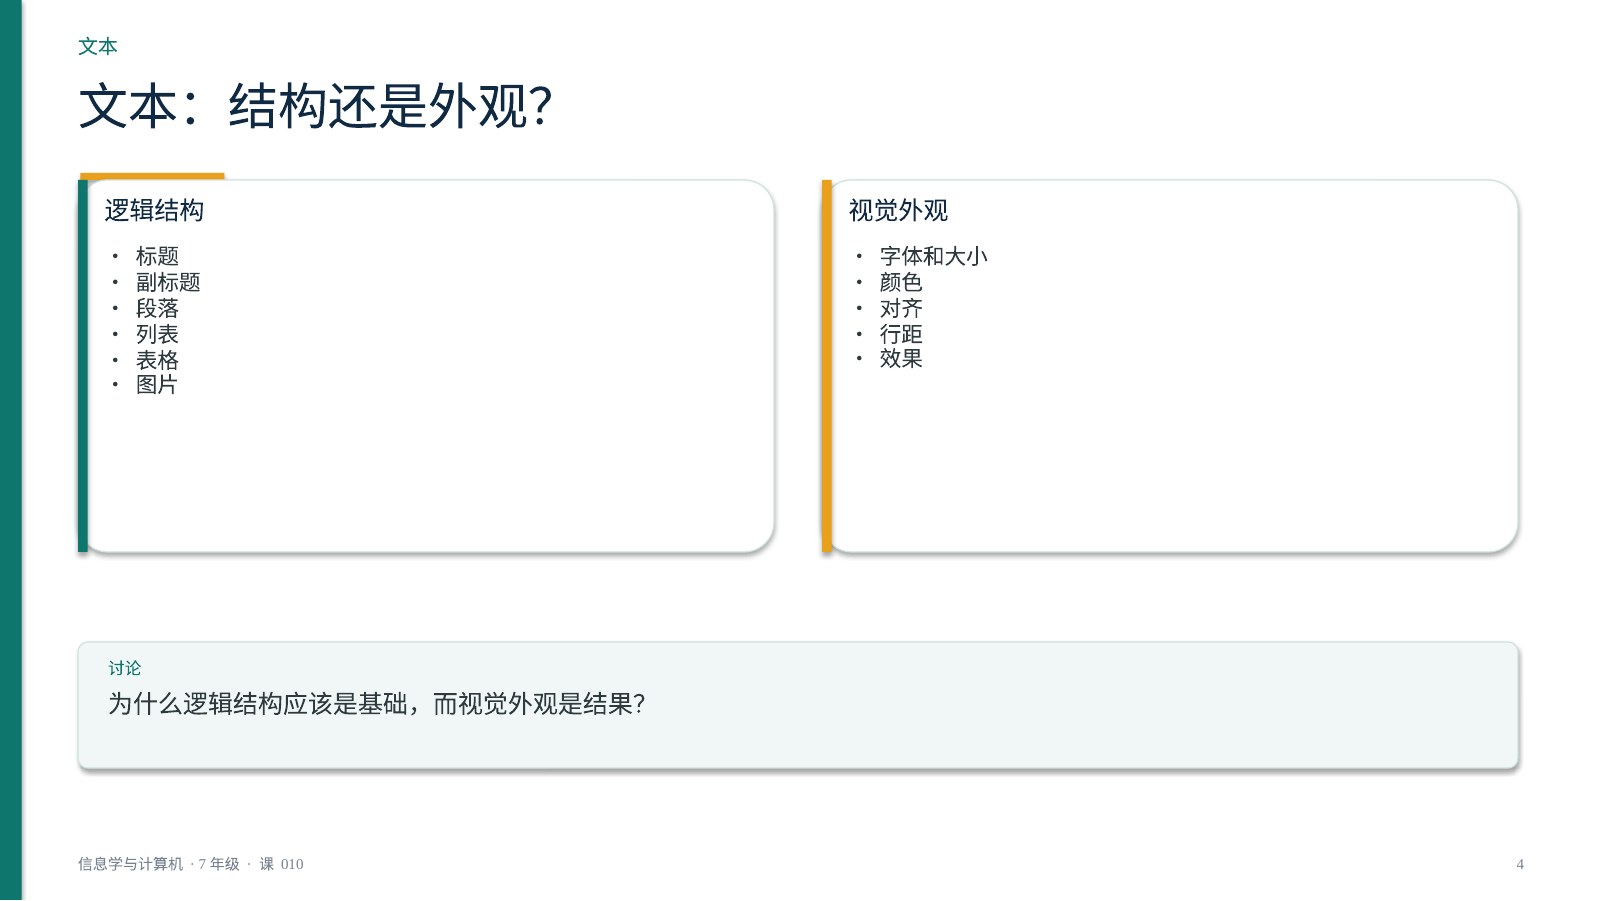 文本
文本：结构还是外观？
逻辑结构
• 标题
• 副标题
• 段落
• 列表
• 表格
• 图片
视觉外观
• 字体和大小
• 颜色
• 对齐
• 行距
• 效果
讨论
为什么逻辑结构应该是基础，而视觉外观是结果？
信息学与计算机 · 7 年级 · 课 010
4